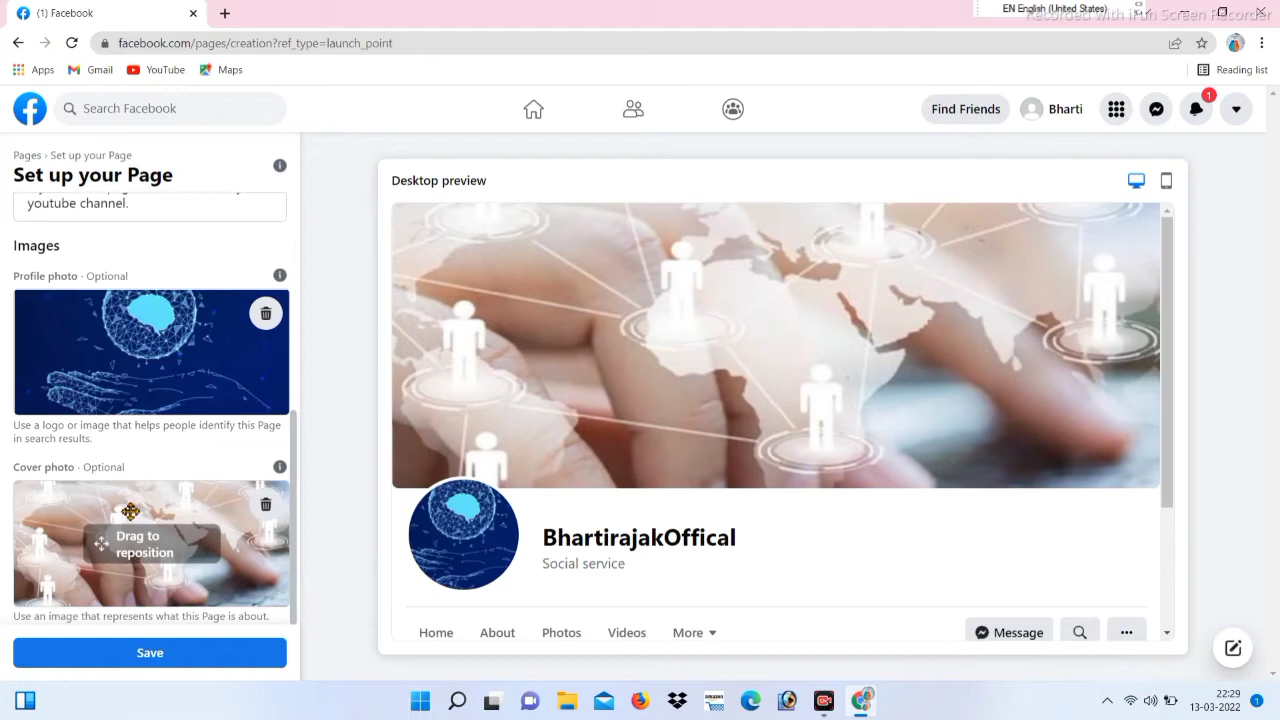 (1) Facebook
EN English (United States)
Recorded with iFun Screen Recorder
facebook.com/pages/creation?ref_type=launch_point
Apps
Gmail
YouTube
Maps
Reading list
Search Facebook
Find Friends
Bharti
1
Pages › Set up your Page
Set up your Page
youtube channel.
Images
Profile photo · Optional
Use a logo or image that helps people identify this Page
in search results.
Cover photo · Optional
Drag to
reposition
Use an image that represents what this Page is about.
Save
Desktop preview
BhartirajakOffical
Social service
Home
About
Photos
Videos
More
Message
amazon
22:29
13-03-2022
1